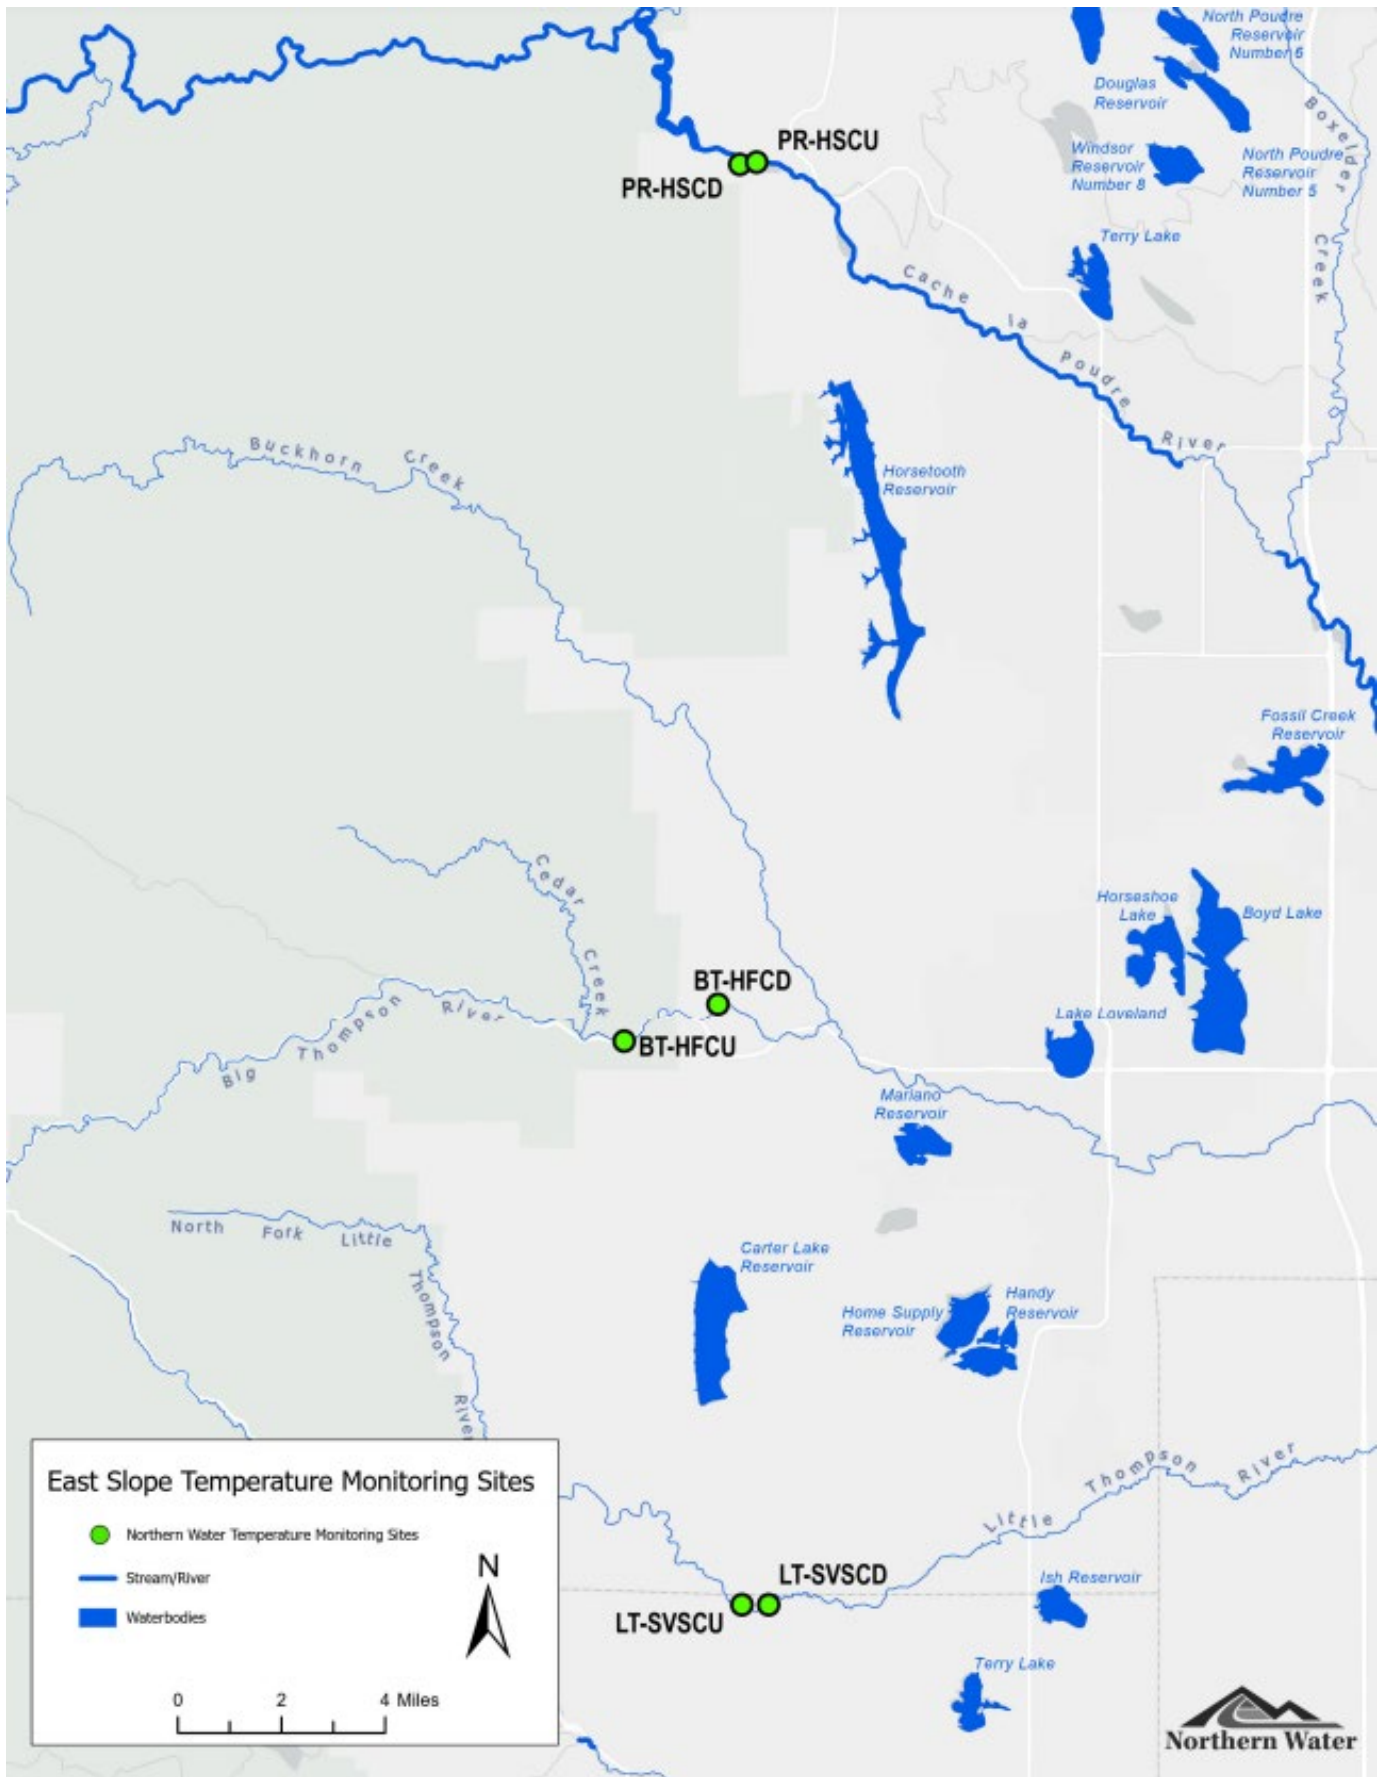 North Poudre
Reservoir
Number 6
Douglas
Reservoir
Boxelder
Creek
PR-HSCU
PR-HSCD
Windsor
Reservoir
Number 8
North Poudre
Reservoir
Number 5
Terry Lake
Cache la Poudre River
Buckhorn Creek
Horsetooth
Reservoir
Fossil Creek
Reservoir
Cedar
Creek
Horseshoe
Lake
Boyd Lake
BT-HFCD
Big Thompson River
Lake Loveland
BT-HFCU
Mariano
Reservoir
North Fork Little
Thompson
River
Carter Lake
Reservoir
Home Supply
Reservoir
Handy
Reservoir
Little Thompson River
East Slope Temperature Monitoring Sites
Northern Water Temperature Monitoring Sites
Stream/River
Waterbodies
N
0 2 4 Miles
LT-SVSCD
LT-SVSCU
Ish Reservoir
Terry Lake
Northern Water